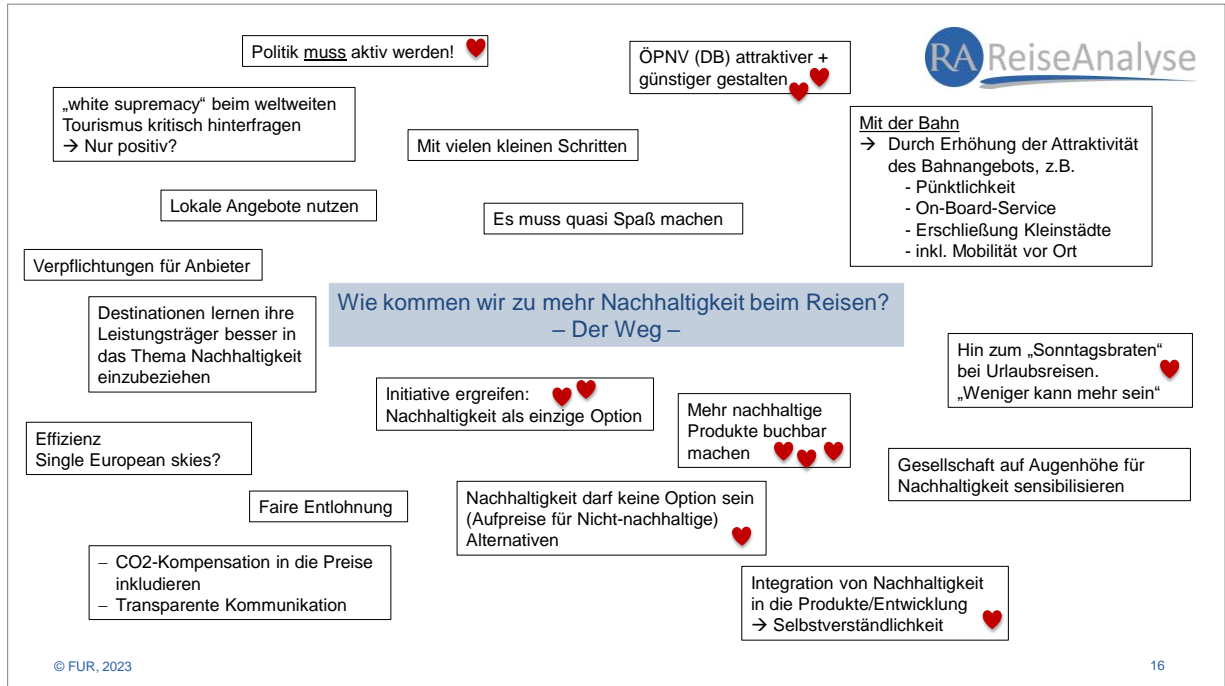 Politik muss aktiv werden!
ÖPNV (DB) attraktiver +
günstiger gestalten
RA ReiseAnalyse
„white supremacy“ beim weltweiten
Tourismus kritisch hinterfragen
→ Nur positiv?
Mit vielen kleinen Schritten
Mit der Bahn
→ Durch Erhöhung der Attraktivität
des Bahnangebots, z.B.
- Pünktlichkeit
- On-Board-Service
- Erschließung Kleinstädte
- inkl. Mobilität vor Ort
Lokale Angebote nutzen
Es muss quasi Spaß machen
Verpflichtungen für Anbieter
Wie kommen wir zu mehr Nachhaltigkeit beim Reisen?
– Der Weg –
Destinationen lernen ihre
Leistungsträger besser in
das Thema Nachhaltigkeit
einzubeziehen
Hin zum „Sonntagsbraten“
bei Urlaubsreisen.
„Weniger kann mehr sein“
Initiative ergreifen:
Nachhaltigkeit als einzige Option
Mehr nachhaltige
Produkte buchbar
machen
Effizienz
Single European skies?
Gesellschaft auf Augenhöhe für
Nachhaltigkeit sensibilisieren
Faire Entlohnung
Nachhaltigkeit darf keine Option sein
(Aufpreise für Nicht-nachhaltige)
Alternativen
– CO2-Kompensation in die Preise
inkludieren
– Transparente Kommunikation
Integration von Nachhaltigkeit
in die Produkte/Entwicklung
→ Selbstverständlichkeit
© FUR, 2023
16